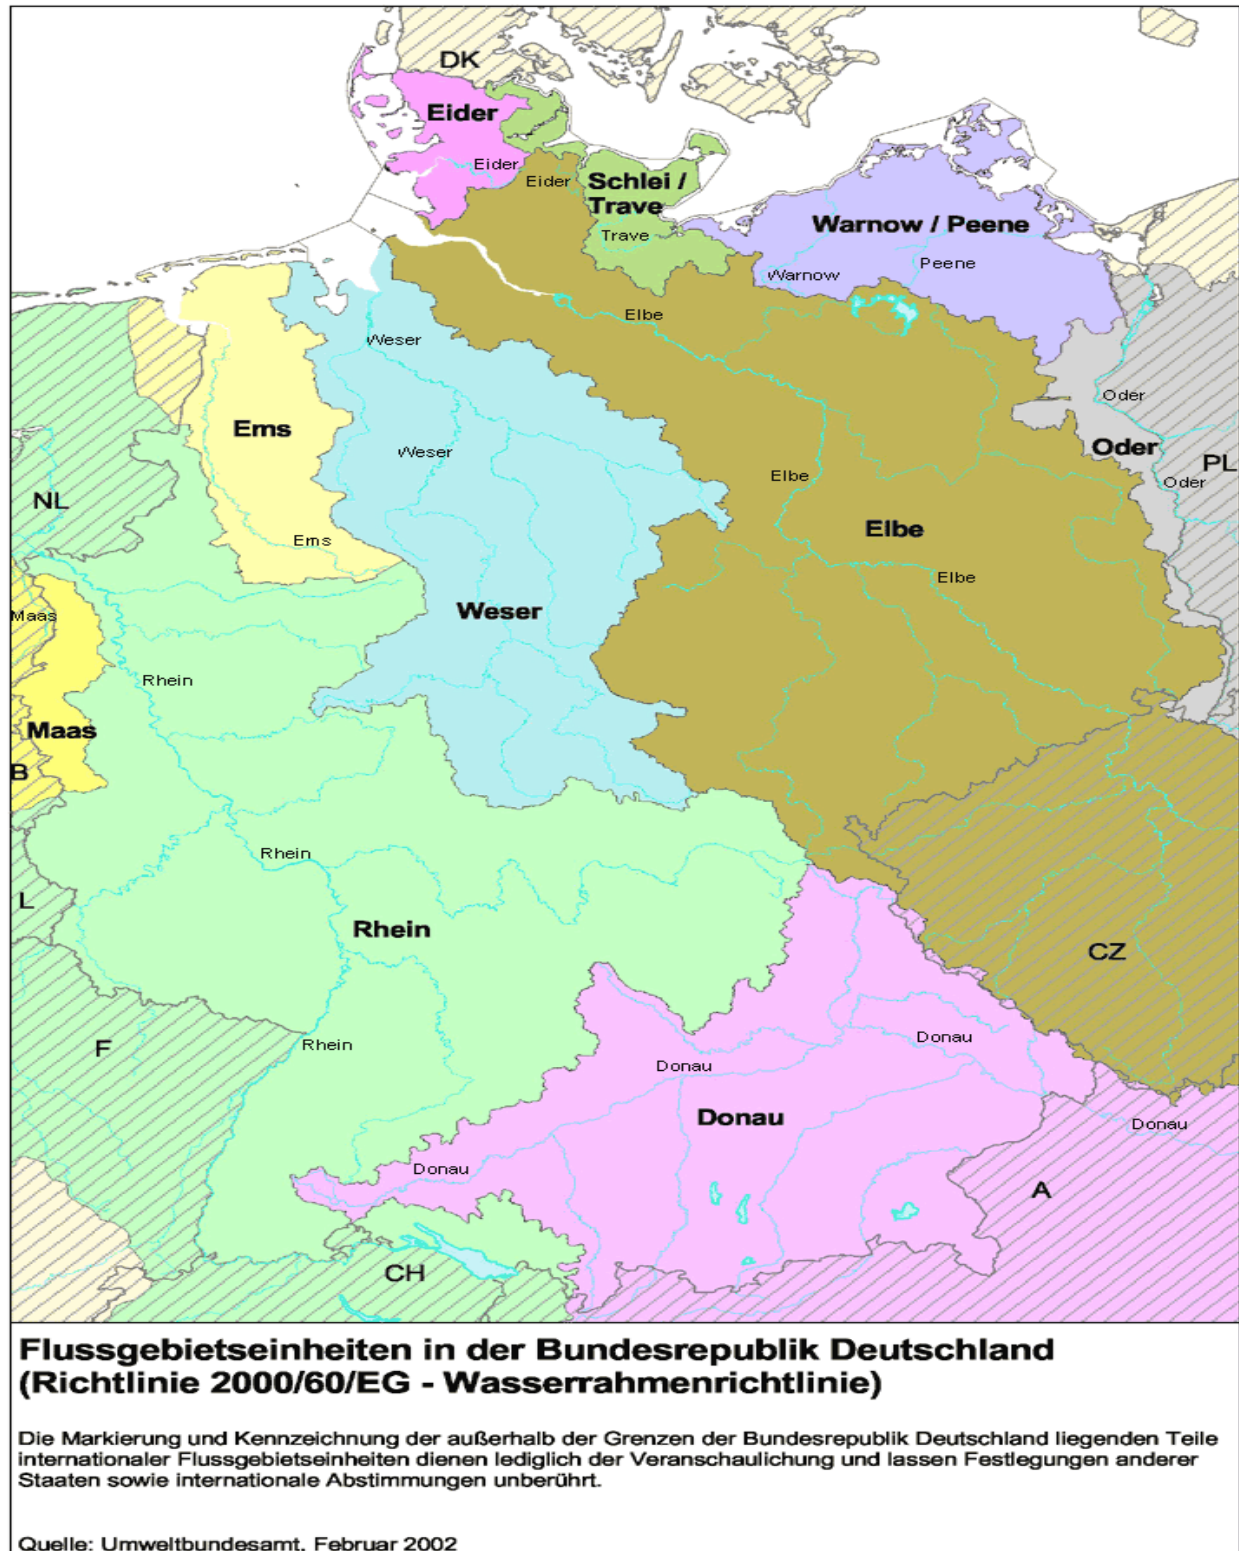 DK
Eider
Eider
Eider
Schlei /
Trave
Trave
Warnow / Peene
Warnow
Peene
Elbe
Weser
Oder
Ems
Weser
Oder
PL
Elbe
Oder
NL
Elbe
Ems
Elbe
Weser
Maas
Rhein
Maas
B
Rhein
L
Rhein
CZ
F
Rhein
Donau
Donau
Donau
Donau
Donau
A
CH
Flussgebietseinheiten in der Bundesrepublik Deutschland
(Richtlinie 2000/60/EG - Wasserrahmenrichtlinie)
Die Markierung und Kennzeichnung der außerhalb der Grenzen der Bundesrepublik Deutschland liegenden Teile
internationaler Flussgebietseinheiten dienen lediglich der Veranschaulichung und lassen Festlegungen anderer
Staaten sowie internationale Abstimmungen unberührt.
Quelle: Umweltbundesamt, Februar 2002